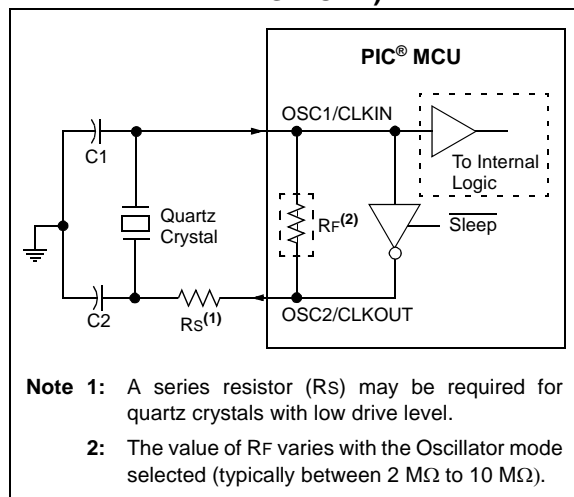 PIC® MCU
OSC1/CLKIN
C1
To Internal
Logic
Quartz
Crystal
RF(2)
Sleep
C2
RS(1)
OSC2/CLKOUT
Note 1: A series resistor (RS) may be required for
quartz crystals with low drive level.
2: The value of RF varies with the Oscillator mode
selected (typically between 2 MΩ to 10 MΩ).